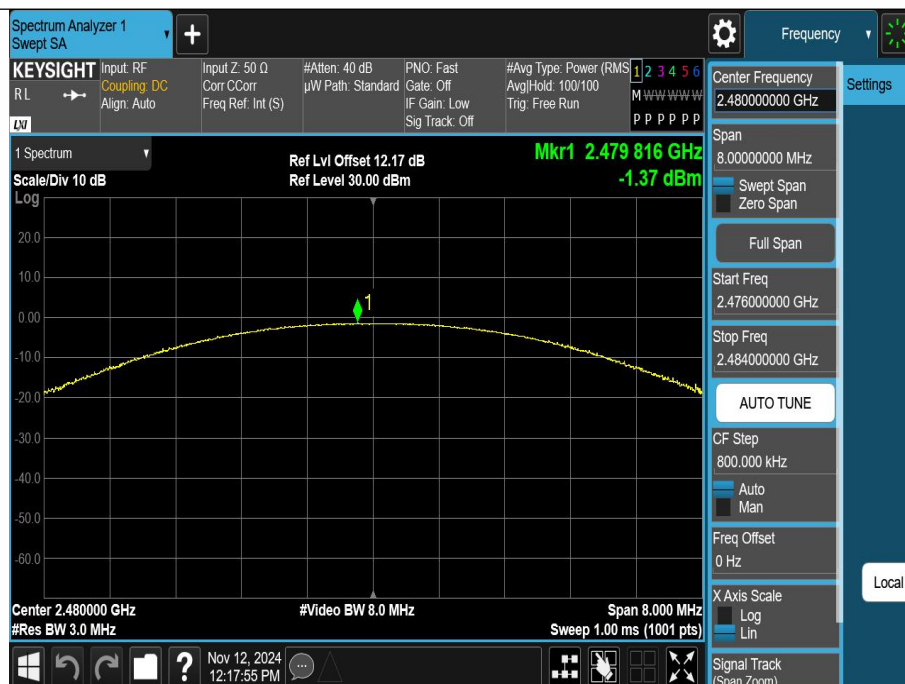 Spectrum Analyzer 1
Swept SA
+
Frequency
KEYSIGHT
RL
LXI
Input: RF
Coupling: DC
Align: Auto
Input Z: 50 Ω
Corr CCorr
Freq Ref: Int (S)
#Atten: 40 dB
µW Path: Standard
PNO: Fast
Gate: Off
IF Gain: Low
Sig Track: Off
#Avg Type: Power (RMS
Avg|Hold: 100/100
Trig: Free Run
1 2 3 4 5 6
M W W W W W
P P P P P P
1 Spectrum
Scale/Div 10 dB
Log
Ref Lvl Offset 12.17 dB
Ref Level 30.00 dBm
Mkr1 2.479 816 GHz
-1.37 dBm
20.0
10.0
0.00
-10.0
-20.0
-30.0
-40.0
-50.0
-60.0
1
Center 2.480000 GHz
#Res BW 3.0 MHz
#Video BW 8.0 MHz
Span 8.000 MHz
Sweep 1.00 ms (1001 pts)
?
Nov 12, 2024
12:17:55 PM
Center Frequency
2.480000000 GHz
Settings
Span
8.00000000 MHz
Swept Span
Zero Span
Full Span
Start Freq
2.476000000 GHz
Stop Freq
2.484000000 GHz
AUTO TUNE
CF Step
800.000 kHz
Auto
Man
Freq Offset
0 Hz
Local
X Axis Scale
Log
Lin
Signal Track
(Span Zoom)